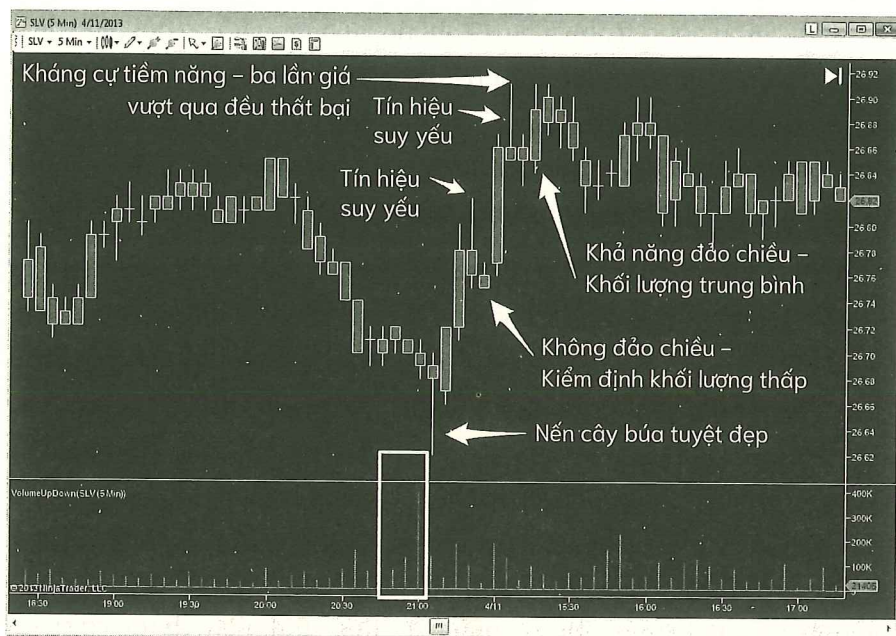 SLV (5 Min) 4/11/2013
SLV 5 Min
L
Kháng cự tiềm năng – ba lần giá
vượt qua đều thất bại
Tín hiệu
suy yếu
Tín hiệu
suy yếu
Khả năng đảo chiều –
Khối lượng trung bình
Không đảo chiều –
Kiểm định khối lượng thấp
Nến cây búa tuyệt đẹp
26.92
26.90
26.88
26.86
26.84
26.80
26.78
26.76
26.74
26.72
26.70
26.68
26.66
26.64
26.62
VolumeUpDown(SLV (5 Min))
400K
300K
200K
100K
21405
© 2013 NinjaTrader, LLC
16:30 19:00 19:30 20:00 20:30 21:00 4/11 15:30 16:00 16:30 17:00